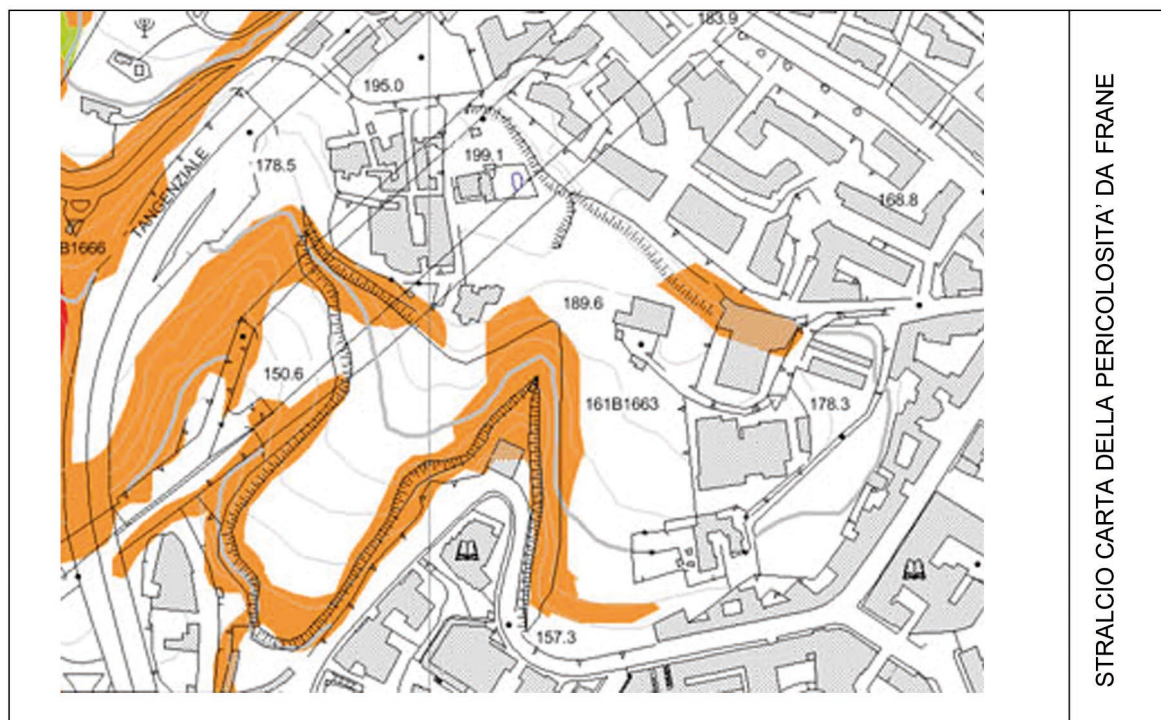 183.9
195.0
199.1
178.5
TANGENZIALE
168.8
B1666
189.6
150.6
161B1663
178.3
157.3
STRALCIO CARTA DELLA PERICOLOSITA' DA FRANE